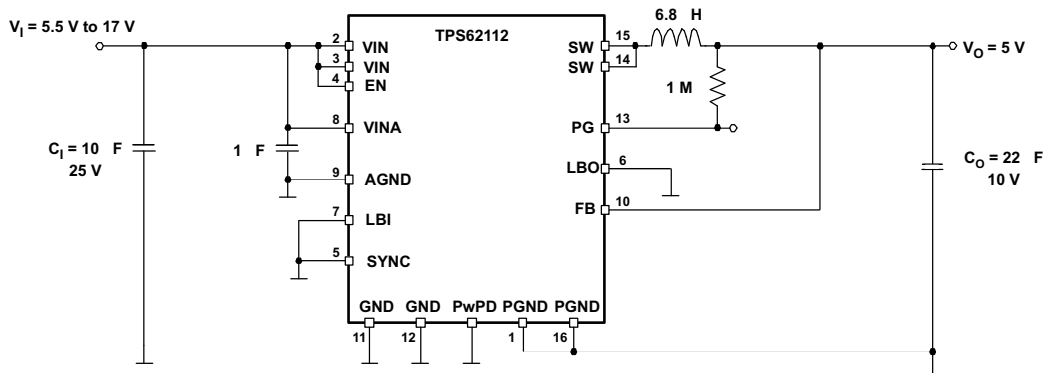 V_I = 5.5 V to 17 V
TPS62112
6.8 H
V_O = 5 V
2 VIN
3 VIN
4 EN
8 VINA
9 AGND
7 LBI
5 SYNC
SW 15
SW 14
1 M
PG 13
LBO 6
FB 10
C_I = 10 F
25 V
1 F
C_O = 22 F
10 V
GND GND PwPD PGND PGND
11 12 1 16